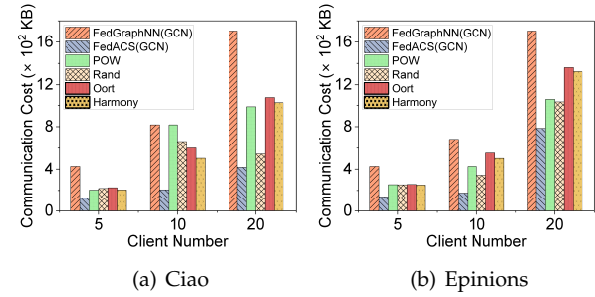 Communication Cost (× 10² KB)
16
12
8
4
0
FedGraphNN(GCN)
FedACS(GCN)
POW
Rand
Oort
Harmony
5 10 20
Client Number
(a) Ciao
Communication Cost (× 10² KB)
16
12
8
4
0
FedGraphNN(GCN)
FedACS(GCN)
POW
Rand
Oort
Harmony
5 10 20
Client Number
(b) Epinions